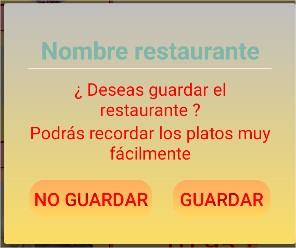 Nombre restaurante
¿ Deseas guardar el
restaurante ?
Podrás recordar los platos muy
fácilmente
NO GUARDAR
GUARDAR